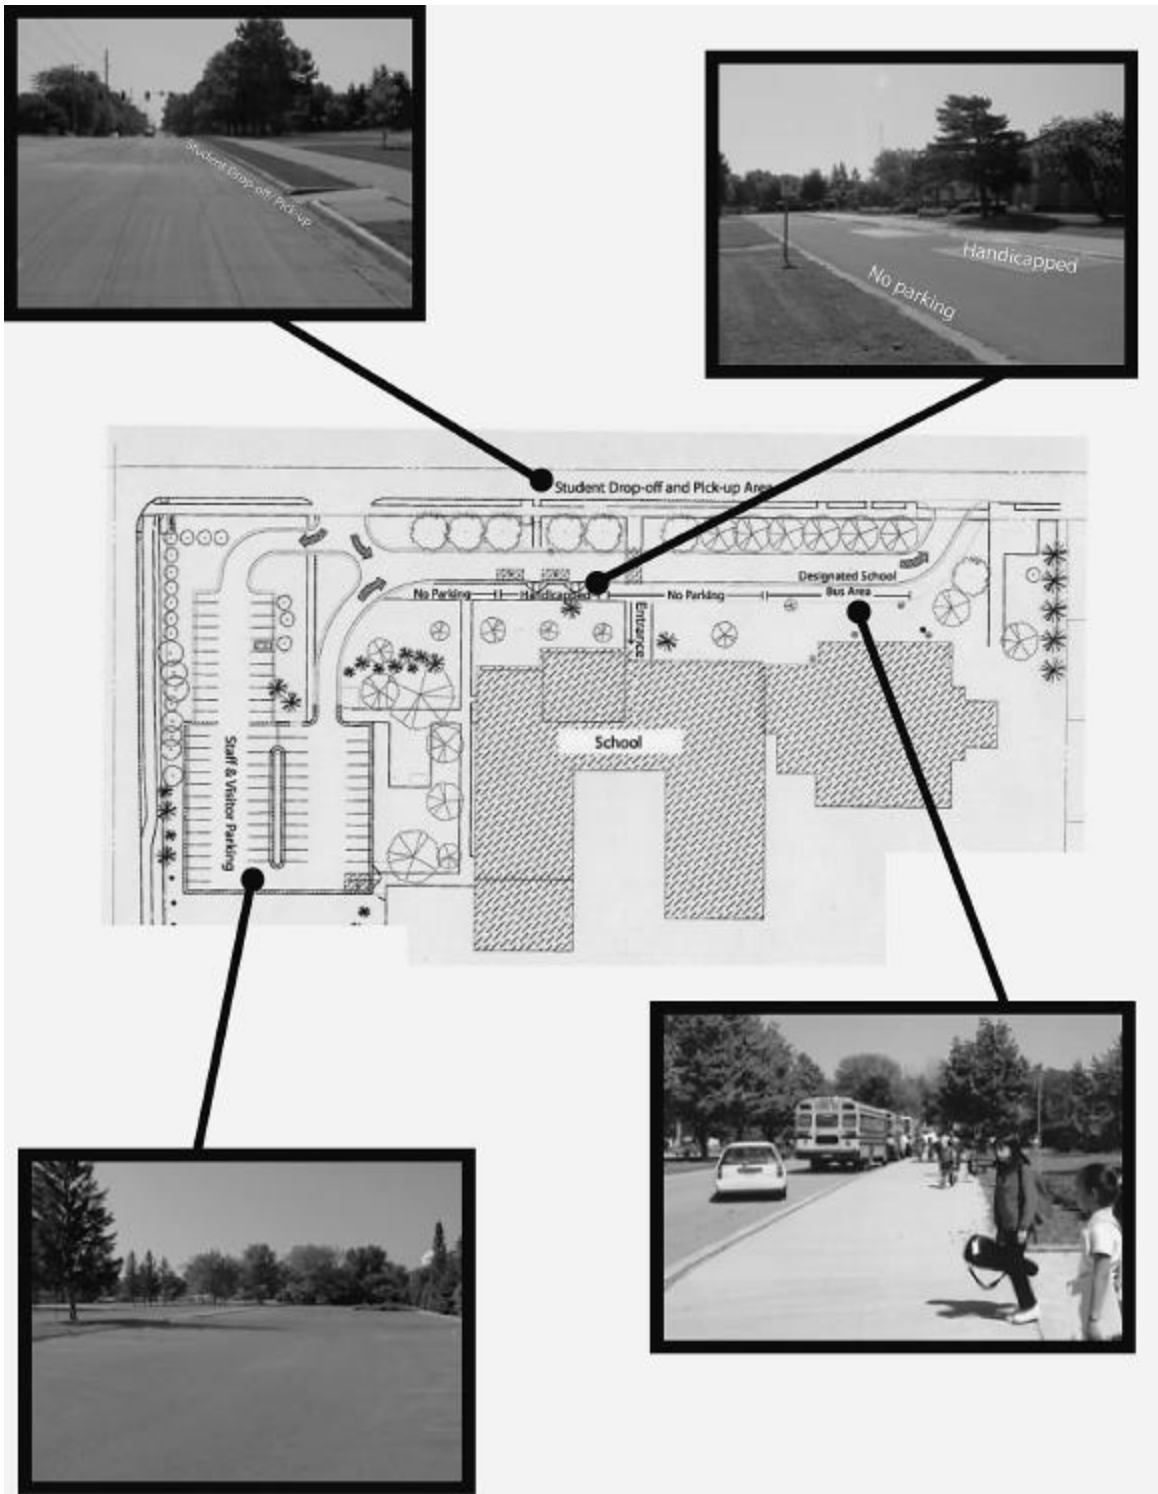 Student Drop-off/Pick-up
Handicapped
No parking
Student Drop-off and Pick-up Area
Designated School
Bus Area
No Parking
Handicapped
No Parking
Entrance
School
Staff & Visitor Parking